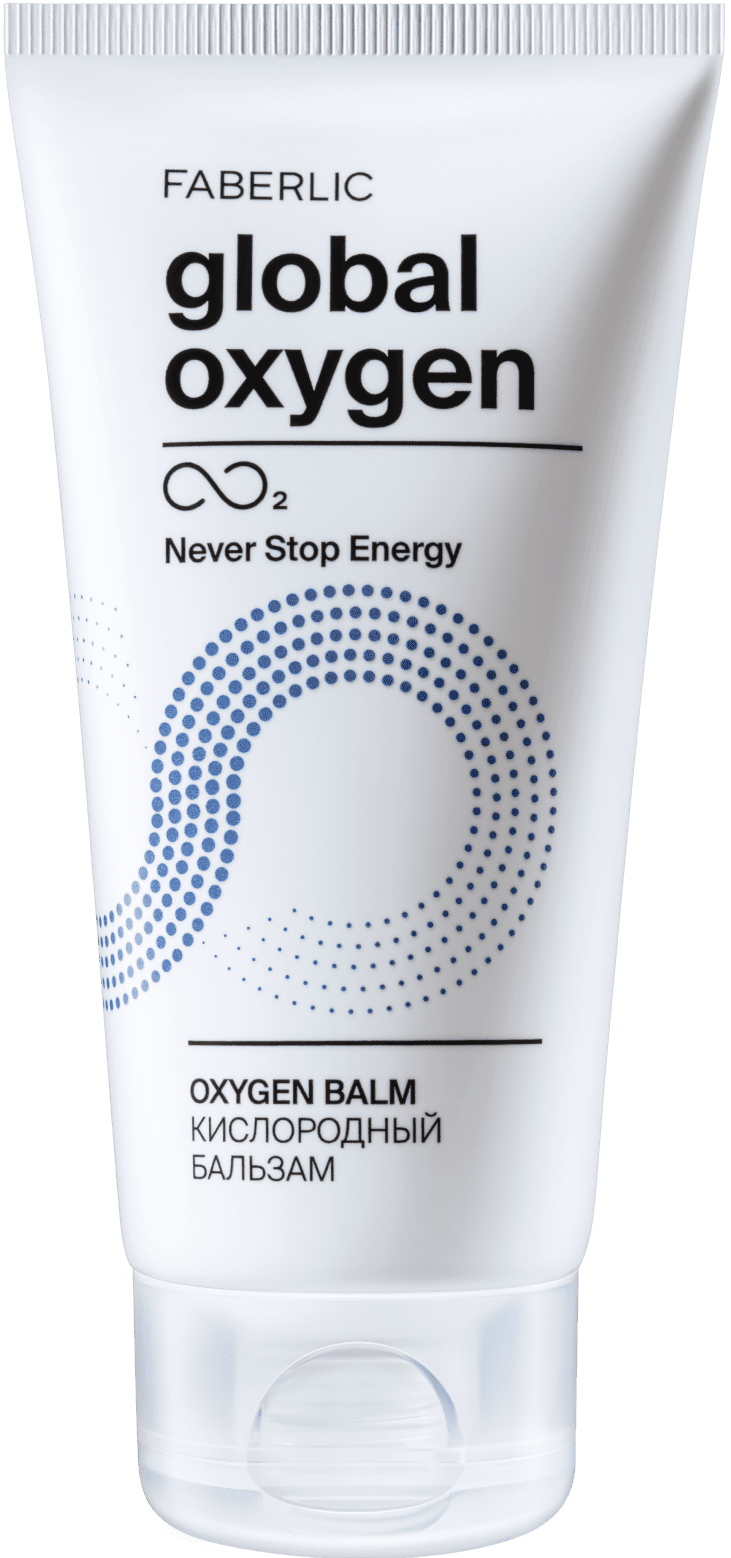 FABERLIC
global
oxygen
∞₂
Never Stop Energy
OXYGEN BALM
КИСЛОРОДНЫЙ
БАЛЬЗАМ